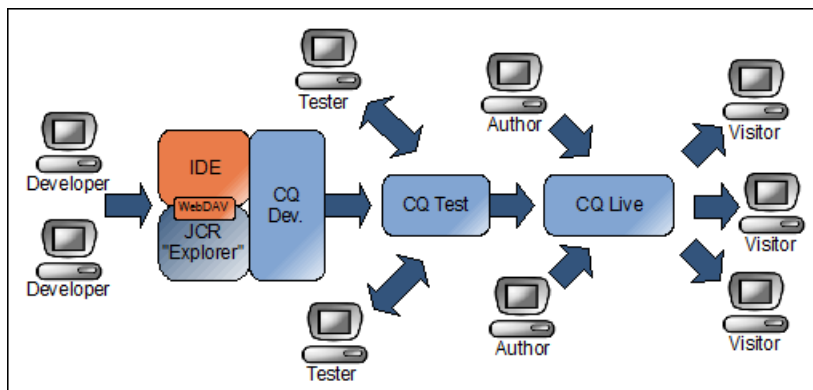 Developer
Developer
IDE
WebDAV
JCR
"Explorer"
CQ
Dev.
Tester
Tester
CQ Test
Author
Author
CQ Live
Visitor
Visitor
Visitor